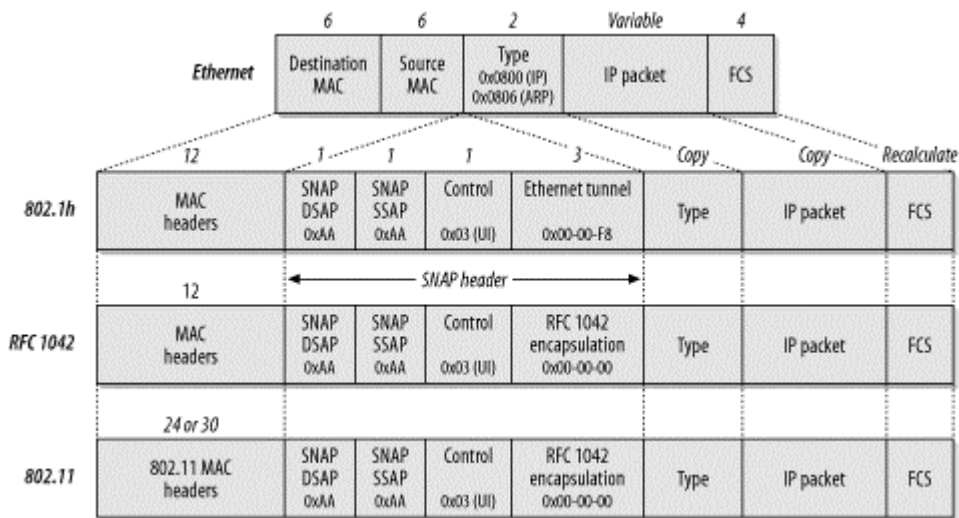 6 6 2 Variable 4
Ethernet
Destination MAC
Source MAC
Type
0x0800 (IP)
0x0806 (ARP)
IP packet
FCS
12 1 1 1 3 Copy Copy Recalculate
802.1h
MAC headers
SNAP DSAP 0xAA
SNAP SSAP 0xAA
Control 0x03 (UI)
Ethernet tunnel 0x00-00-F8
Type
IP packet
FCS
SNAP header
12
RFC 1042
MAC headers
SNAP DSAP 0xAA
SNAP SSAP 0xAA
Control 0x03 (UI)
RFC 1042 encapsulation 0x00-00-00
Type
IP packet
FCS
24 or 30
802.11
802.11 MAC headers
SNAP DSAP 0xAA
SNAP SSAP 0xAA
Control 0x03 (UI)
RFC 1042 encapsulation 0x00-00-00
Type
IP packet
FCS